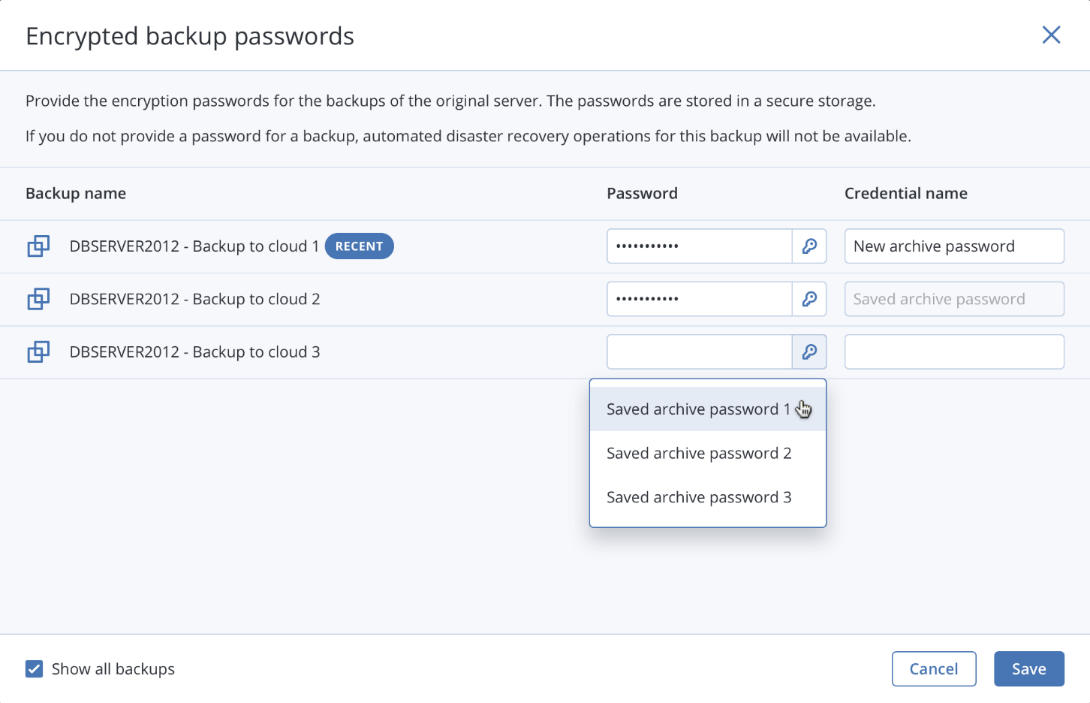 Encrypted backup passwords
Provide the encryption passwords for the backups of the original server. The passwords are stored in a secure storage.
If you do not provide a password for a backup, automated disaster recovery operations for this backup will not be available.
Backup name Password Credential name
DBSERVER2012 - Backup to cloud 1 RECENT ••••••••••• New archive password
DBSERVER2012 - Backup to cloud 2 ••••••••••• Saved archive password
DBSERVER2012 - Backup to cloud 3
Saved archive password 1
Saved archive password 2
Saved archive password 3
Show all backups Cancel Save